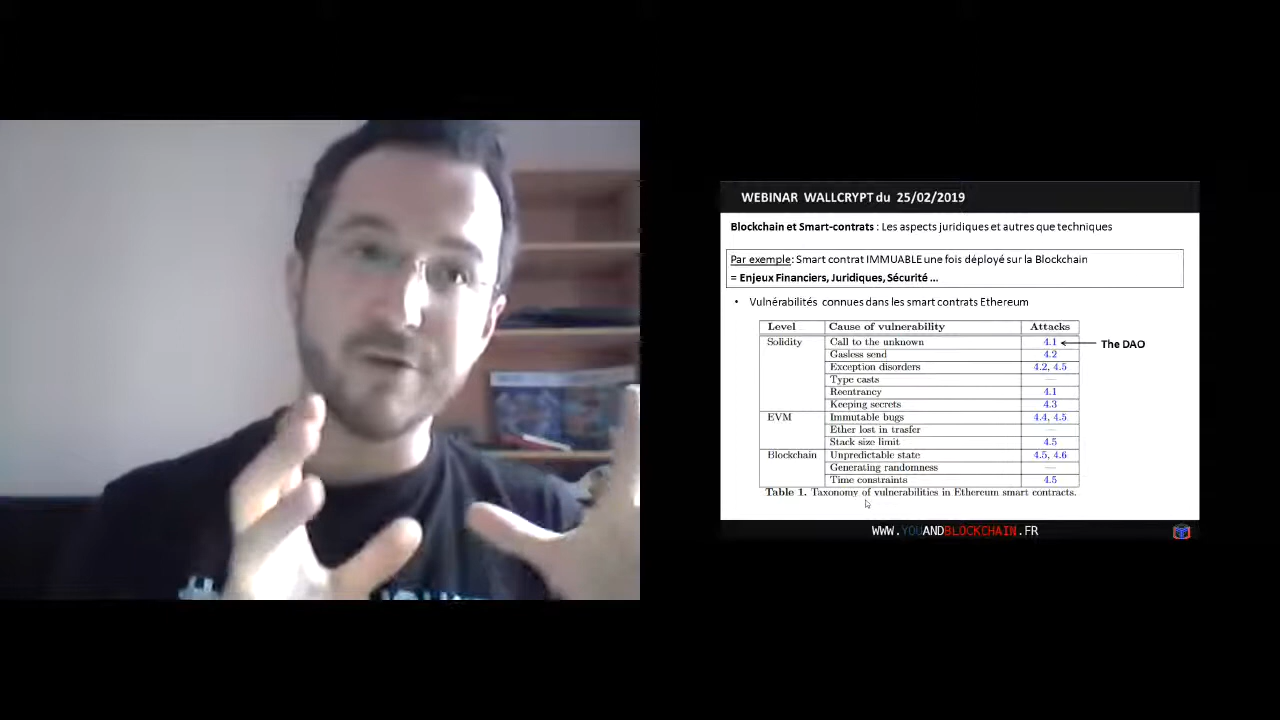 WEBINAR WALLCRYPT du 25/02/2019
Blockchain et Smart-contrats : Les aspects juridiques et autres que techniques
Par exemple: Smart contrat IMMUABLE une fois déployé sur la Blockchain
= Enjeux Financiers, Juridiques, Sécurité ...
• Vulnérabilités connues dans les smart contrats Ethereum
Level Cause of vulnerability Attacks
Solidity Call to the unknown 4.1 The DAO
Gasless send 4.2
Exception disorders 4.2, 4.5
Type casts —
Reentrancy 4.1
Keeping secrets 4.3
EVM Immutable bugs 4.4, 4.5
Ether lost in trasfer —
Stack size limit 4.5
Blockchain Unpredictable state 4.5, 4.6
Generating randomness —
Time constraints 4.5
Table 1. Taxonomy of vulnerabilities in Ethereum smart contracts.
WWW.YOUANDBLOCKCHAIN.FR